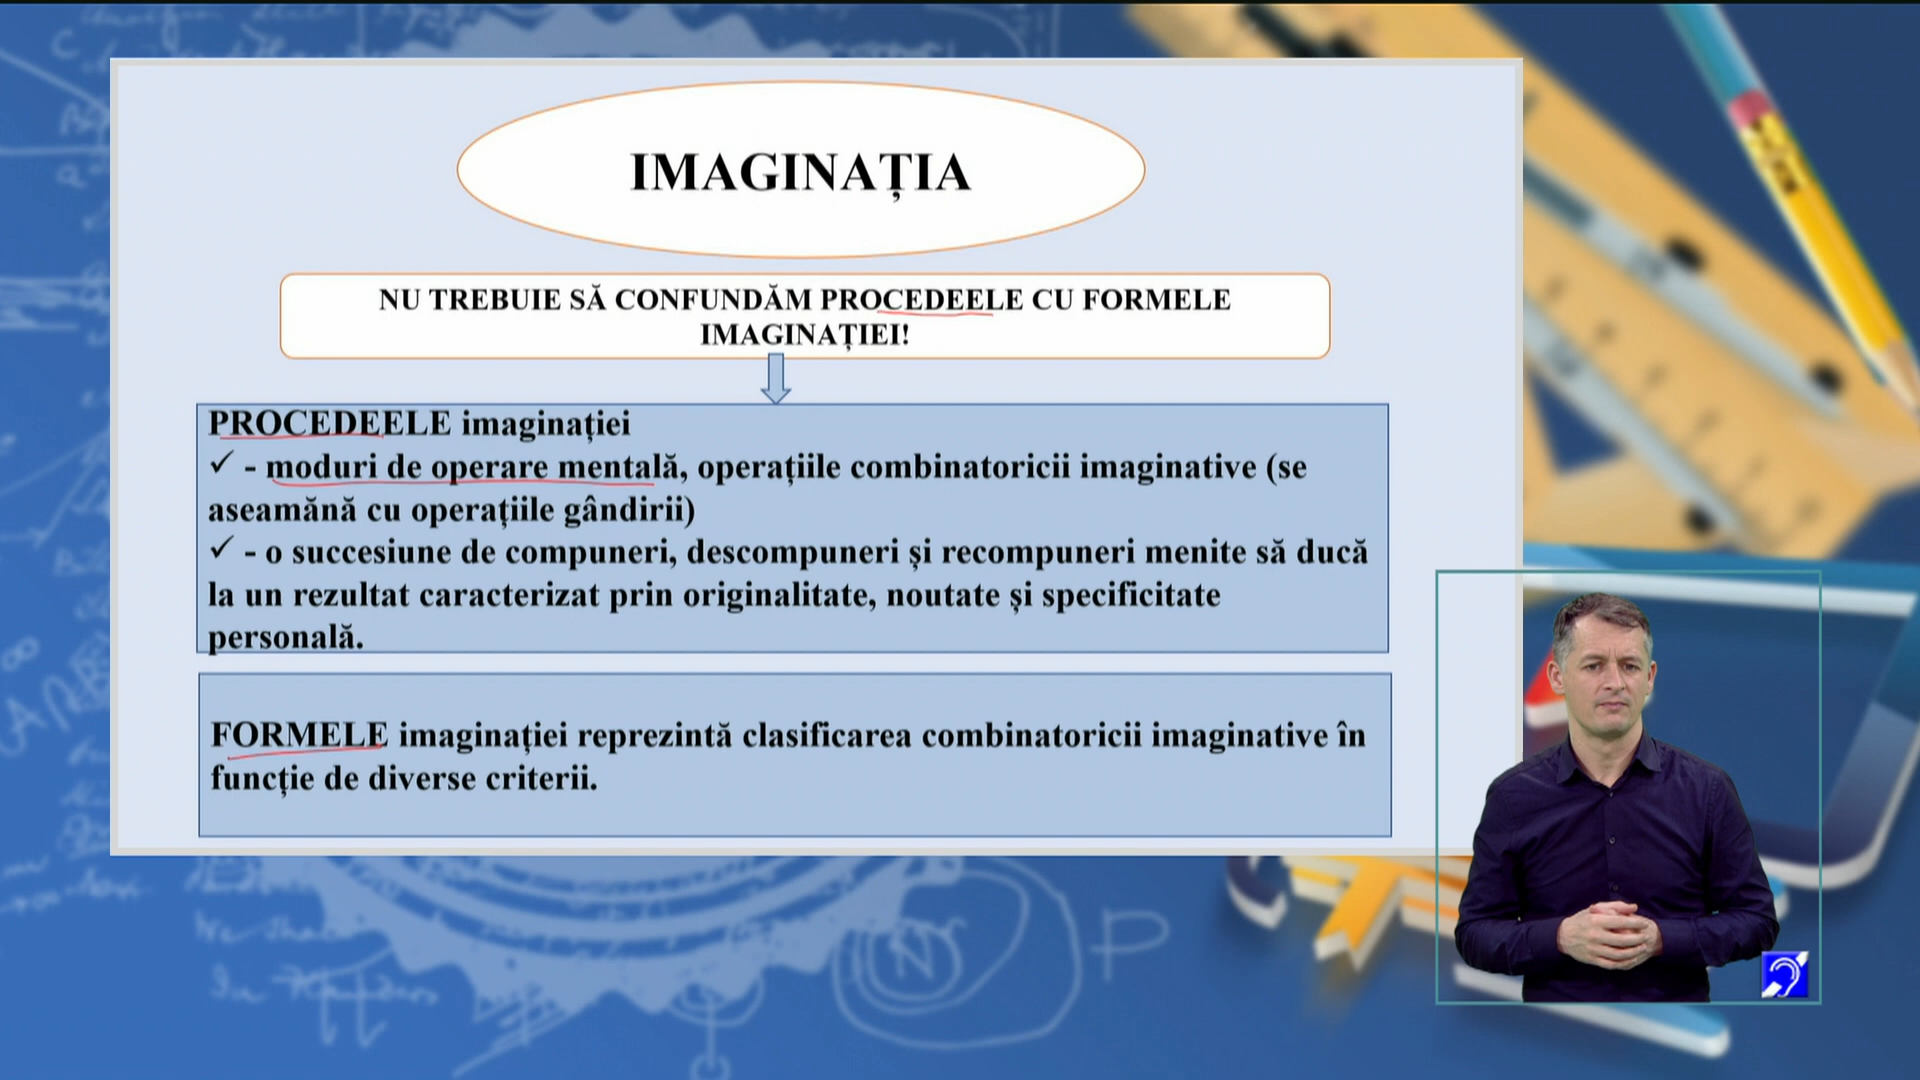 IMAGINAȚIA
NU TREBUIE SĂ CONFUNDĂM PROCEDEELE CU FORMELE
IMAGINAȚIEI!
PROCEDEELE imaginației
✓ - moduri de operare mentală, operațiile combinatoricii imaginative (se
aseamănă cu operațiile gândirii)
✓ - o succesiune de compuneri, descompuneri și recompuneri menite să ducă
la un rezultat caracterizat prin originalitate, noutate și specificitate
personală.
FORMELE imaginației reprezintă clasificarea combinatoricii imaginative în
funcție de diverse criterii.
N
P